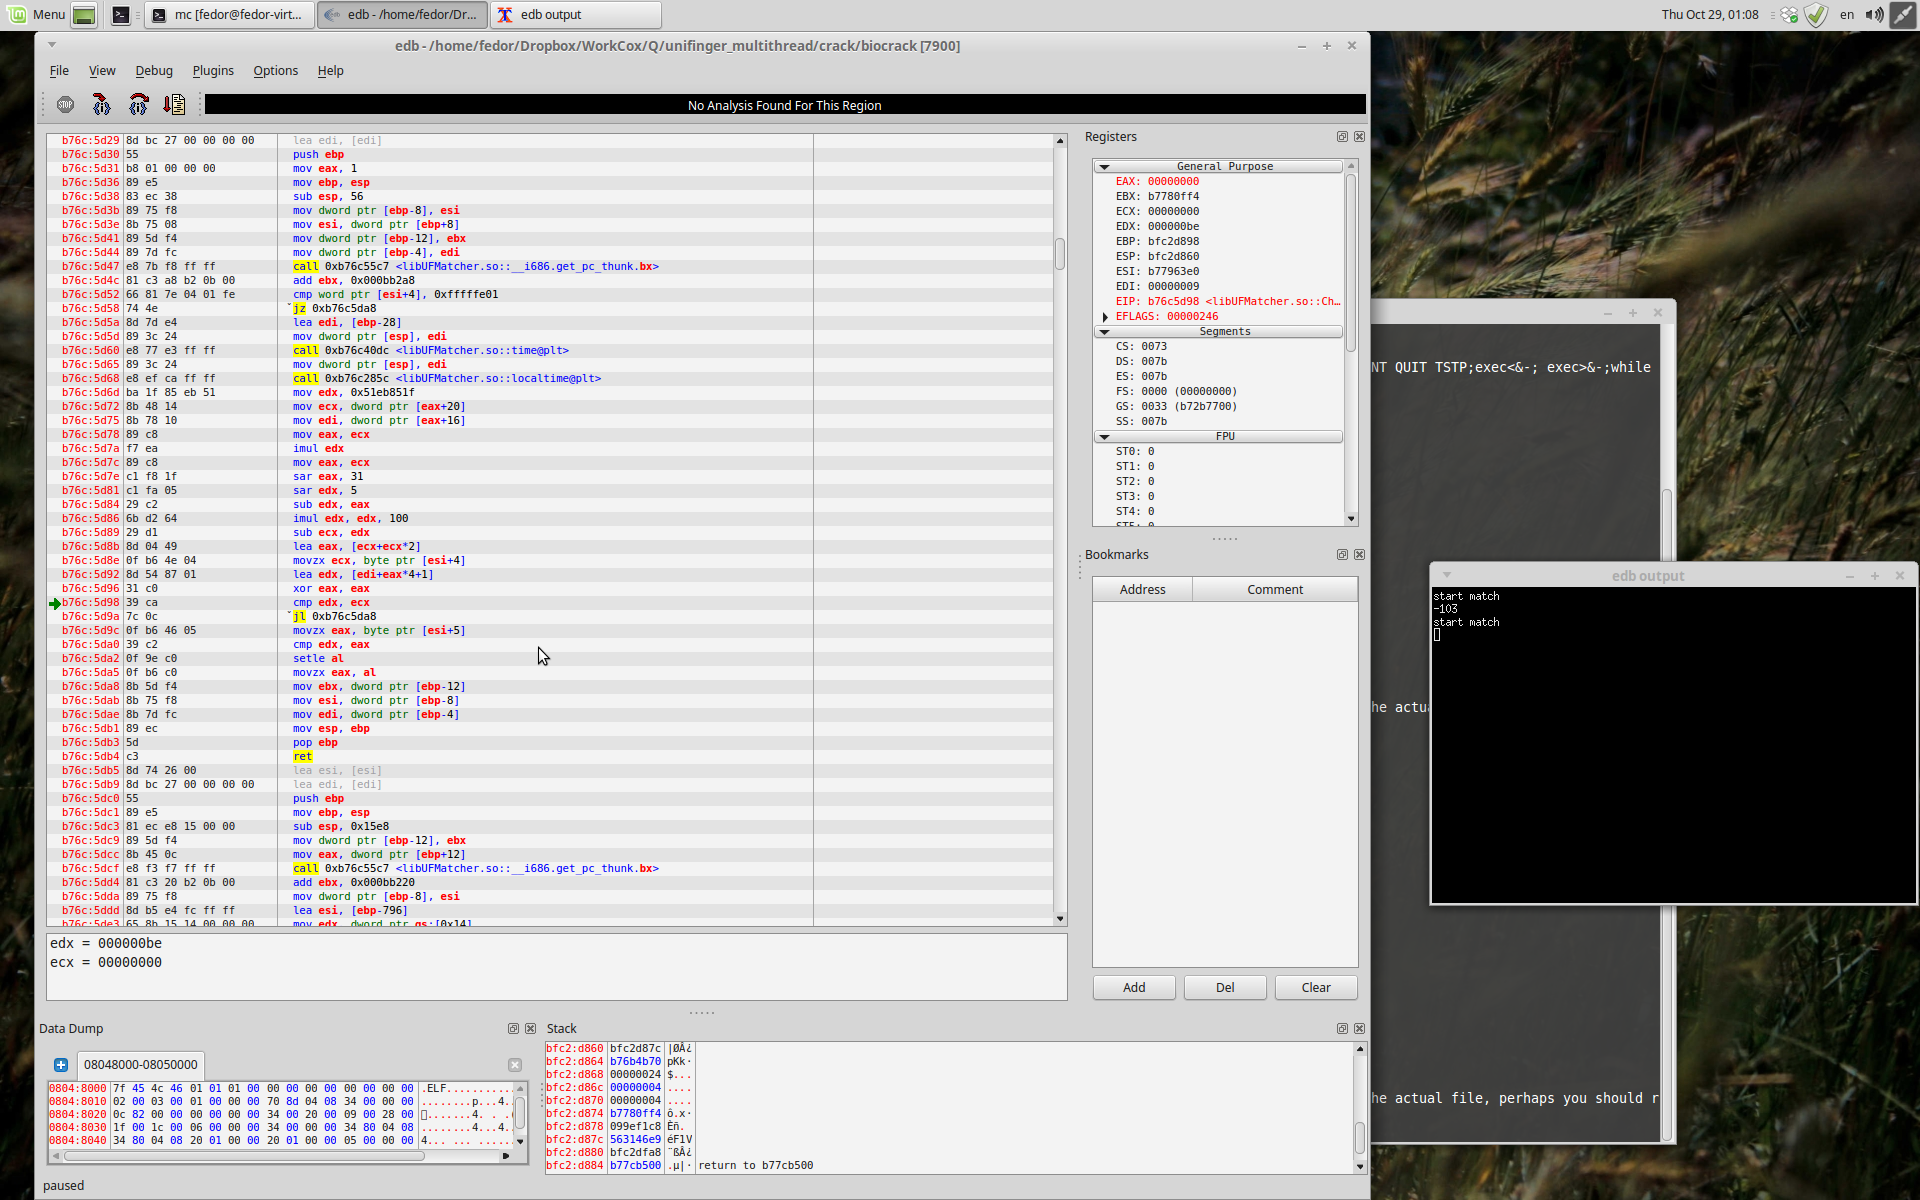 Menu
mc [fedor@fedor-virt...
edb - /home/fedor/Dr...
edb output
Thu Oct 29, 01:08
en
edb - /home/fedor/Dropbox/WorkCox/Q/unifinger_multithread/crack/biocrack [7900]
File View Debug Plugins Options Help
STOP
No Analysis Found For This Region
b76c:5d29 8d bc 27 00 00 00 00 lea edi, [edi]
b76c:5d30 55 push ebp
b76c:5d31 b8 01 00 00 00 mov eax, 1
b76c:5d36 89 e5 mov ebp, esp
b76c:5d38 83 ec 38 sub esp, 56
b76c:5d3b 89 75 f8 mov dword ptr [ebp-8], esi
b76c:5d3e 8b 75 08 mov esi, dword ptr [ebp+8]
b76c:5d41 89 5d f4 mov dword ptr [ebp-12], ebx
b76c:5d44 89 7d fc mov dword ptr [ebp-4], edi
b76c:5d47 e8 7b f8 ff ff call 0xb76c55c7 <libUFMatcher.so::__i686.get_pc_thunk.bx>
b76c:5d4c 81 c3 a8 b2 0b 00 add ebx, 0x000bb2a8
b76c:5d52 66 81 7e 04 01 fe cmp word ptr [esi+4], 0xfffffe01
b76c:5d58 74 4e jz 0xb76c5da8
b76c:5d5a 8d 7d e4 lea edi, [ebp-28]
b76c:5d5d 89 3c 24 mov dword ptr [esp], edi
b76c:5d60 e8 77 e3 ff ff call 0xb76c40dc <libUFMatcher.so::time@plt>
b76c:5d65 89 3c 24 mov dword ptr [esp], edi
b76c:5d68 e8 ef ca ff ff call 0xb76c285c <libUFMatcher.so::localtime@plt>
b76c:5d6d ba 1f 85 eb 51 mov edx, 0x51eb851f
b76c:5d72 8b 48 14 mov ecx, dword ptr [eax+20]
b76c:5d75 8b 78 10 mov edi, dword ptr [eax+16]
b76c:5d78 89 c8 mov eax, ecx
b76c:5d7a f7 ea imul edx
b76c:5d7c 89 c8 mov eax, ecx
b76c:5d7e c1 f8 1f sar eax, 31
b76c:5d81 c1 fa 05 sar edx, 5
b76c:5d84 29 c2 sub edx, eax
b76c:5d86 6b d2 64 imul edx, edx, 100
b76c:5d89 29 d1 sub ecx, edx
b76c:5d8b 8d 04 49 lea eax, [ecx+ecx*2]
b76c:5d8e 0f b6 4e 04 movzx ecx, byte ptr [esi+4]
b76c:5d92 8d 54 87 01 lea edx, [edi+eax*4+1]
b76c:5d96 31 c0 xor eax, eax
b76c:5d98 39 ca cmp edx, ecx
b76c:5d9a 7c 0c jl 0xb76c5da8
b76c:5d9c 0f b6 46 05 movzx eax, byte ptr [esi+5]
b76c:5da0 39 c2 cmp edx, eax
b76c:5da2 0f 9e c0 setle al
b76c:5da5 0f b6 c0 movzx eax, al
b76c:5da8 8b 5d f4 mov ebx, dword ptr [ebp-12]
b76c:5dab 8b 75 f8 mov esi, dword ptr [ebp-8]
b76c:5dae 8b 7d fc mov edi, dword ptr [ebp-4]
b76c:5db1 89 ec mov esp, ebp
b76c:5db3 5d pop ebp
b76c:5db4 c3 ret
b76c:5db5 8d 74 26 00 lea esi, [esi]
b76c:5db9 8d bc 27 00 00 00 00 lea edi, [edi]
b76c:5dc0 55 push ebp
b76c:5dc1 89 e5 mov ebp, esp
b76c:5dc3 81 ec e8 15 00 00 sub esp, 0x15e8
b76c:5dc9 89 5d f4 mov dword ptr [ebp-12], ebx
b76c:5dcc 8b 45 0c mov eax, dword ptr [ebp+12]
b76c:5dcf e8 f3 f7 ff ff call 0xb76c55c7 <libUFMatcher.so::__i686.get_pc_thunk.bx>
b76c:5dd4 81 c3 20 b2 0b 00 add ebx, 0x000bb220
b76c:5dda 89 75 f8 mov dword ptr [ebp-8], esi
b76c:5ddd 8d b5 e4 fc ff ff lea esi, [ebp-796]
b76c:5de3 65 8b 15 14 00 00 00 mov edx, dword ptr gs:[0x14]
edx = 000000be
ecx = 00000000
Registers
General Purpose
EAX: 00000000
EBX: b7780ff4
ECX: 00000000
EDX: 000000be
EBP: bfc2d898
ESP: bfc2d860
ESI: b77963e0
EDI: 00000009
EIP: b76c5d98 <libUFMatcher.so::Ch...
EFLAGS: 00000246
Segments
CS: 0073
DS: 007b
ES: 007b
FS: 0000 (00000000)
GS: 0033 (b72b7700)
SS: 007b
FPU
ST0: 0
ST1: 0
ST2: 0
ST3: 0
ST4: 0
ST5: 0
Bookmarks
Address Comment
Add Del Clear
Data Dump
08048000-08050000
0804:8000 7f 45 4c 46 01 01 01 00 00 00 00 00 00 00 00 00 .ELF...........
0804:8010 02 00 03 00 01 00 00 00 70 8d 04 08 34 00 00 00 ........p...4..
0804:8020 0c 82 00 00 00 00 00 00 34 00 20 00 09 00 28 00
0804:8030 1f 00 1c 00 06 00 00 00 34 00 00 00 34 80 04 08 ........4...4..
0804:8040 34 80 04 08 20 01 00 00 20 01 00 00 05 00 00 00 4... ... ......
Stack
bfc2:d860 bfc2d87c |ØÂ¿
bfc2:d864 b76b4b70 pKk·
bfc2:d868 00000024 $...
bfc2:d86c 00000004 ....
bfc2:d870 00000004 ....
bfc2:d874 b7780ff4 ô.x·
bfc2:d878 099ef1c8 Èñ.
bfc2:d87c 563146e9 éF1V
bfc2:d880 bfc2dfa8 ¨ßÂ¿
bfc2:d884 b77cb500 .µ|· return to b77cb500
paused
NT QUIT TSTP;exec<&-; exec>&-;while
he actu
he actual file, perhaps you should r
edb output
start match
-103
start match